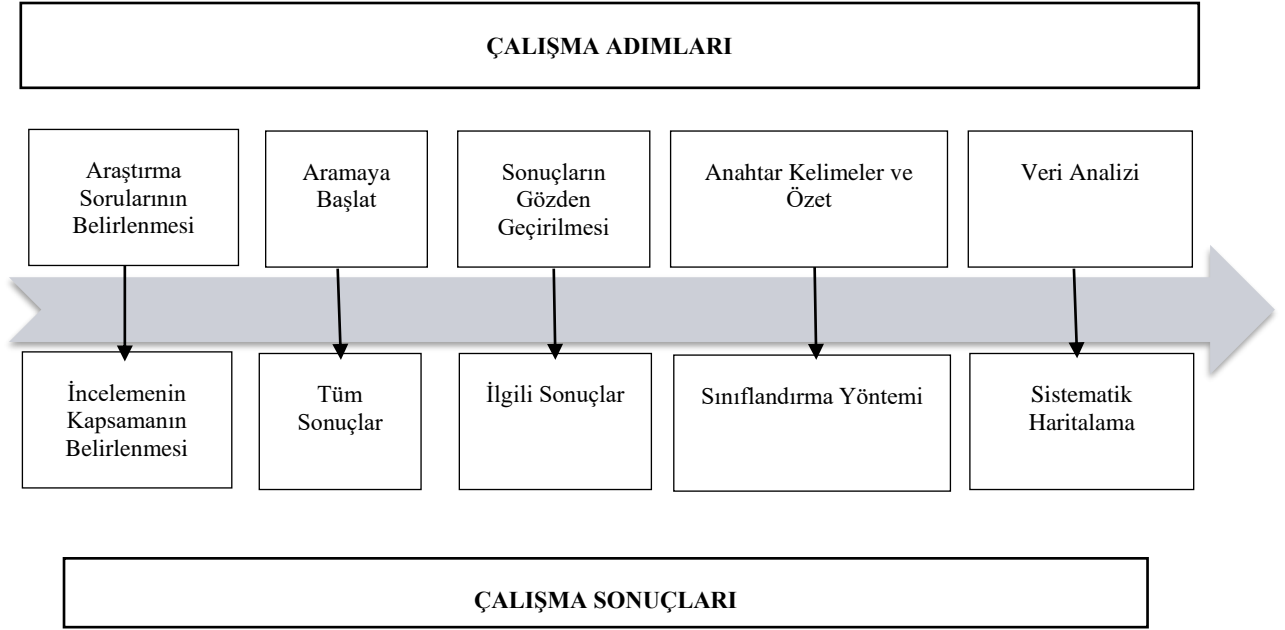 ÇALIŞMA ADIMLARI
Araştırma
Sorularının
Belirlenmesi
Aramaya
Başlat
Sonuçların
Gözden
Geçirilmesi
Anahtar Kelimeler ve
Özet
Veri Analizi
İncelemenin
Kapsamanın
Belirlenmesi
Tüm
Sonuçlar
İlgili Sonuçlar
Sınıflandırma Yöntemi
Sistematik
Haritalama
ÇALIŞMA SONUÇLARI